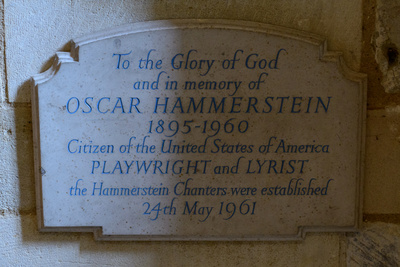 To the Glory of God
and in memory of
OSCAR HAMMERSTEIN
1895-1960
Citizen of the United States of America
PLAYWRIGHT and LYRIST
the Hammerstein Chanters were established
24th May 1961